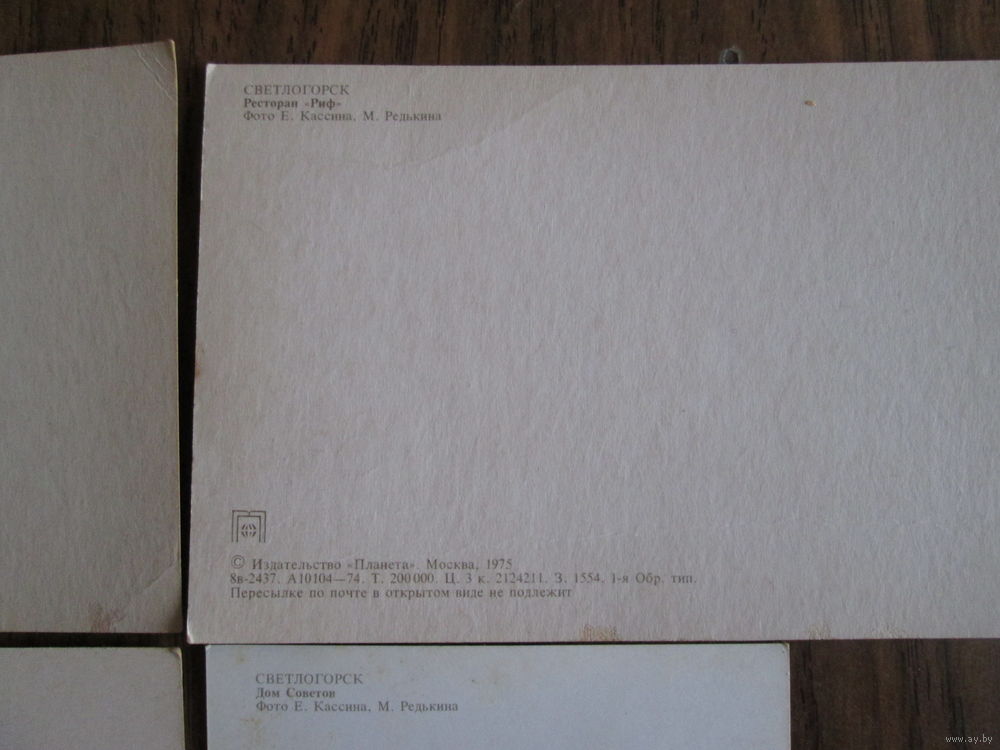 СВЕТЛОГОРСК
Ресторан «Риф»
Фото Е. Кассина, М. Редькина
© Издательство «Планета». Москва, 1975
8в-2437. А10104—74. Т. 200 000. Ц. 3 к. 2124211. З. 1554. 1-я Обр. тип.
Пересылке по почте в открытом виде не подлежит
СВЕТЛОГОРСК
Дом Советов
Фото Е. Кассина, М. Редькина
www.ay.by